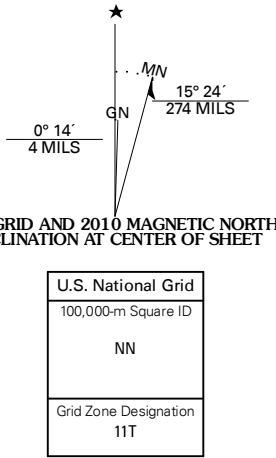 MN
GN
15° 24´
274 MILS
0° 14´
4 MILS
GRID AND 2010 MAGNETIC NORTH
CLINATION AT CENTER OF SHEET
U.S. National Grid
100,000-m Square ID
NN
Grid Zone Designation
11T